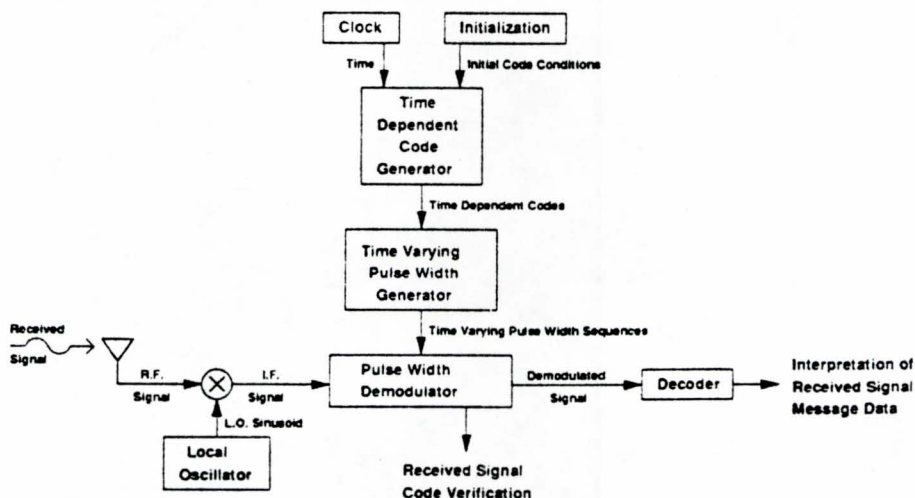 Clock
Initialization
Time
Initial Code Conditions
Time
Dependent
Code
Generator
Time Dependent Codes
Time Varying
Pulse Width
Generator
Time Varying Pulse Width Sequences
Received
Signal
R.F.
Signal
I.F.
Signal
L.O. Sinusoid
Local
Oscillator
Pulse Width
Demodulator
Demodulated
Signal
Decoder
Interpretation of
Received Signal
Message Data
Received Signal
Code Verification